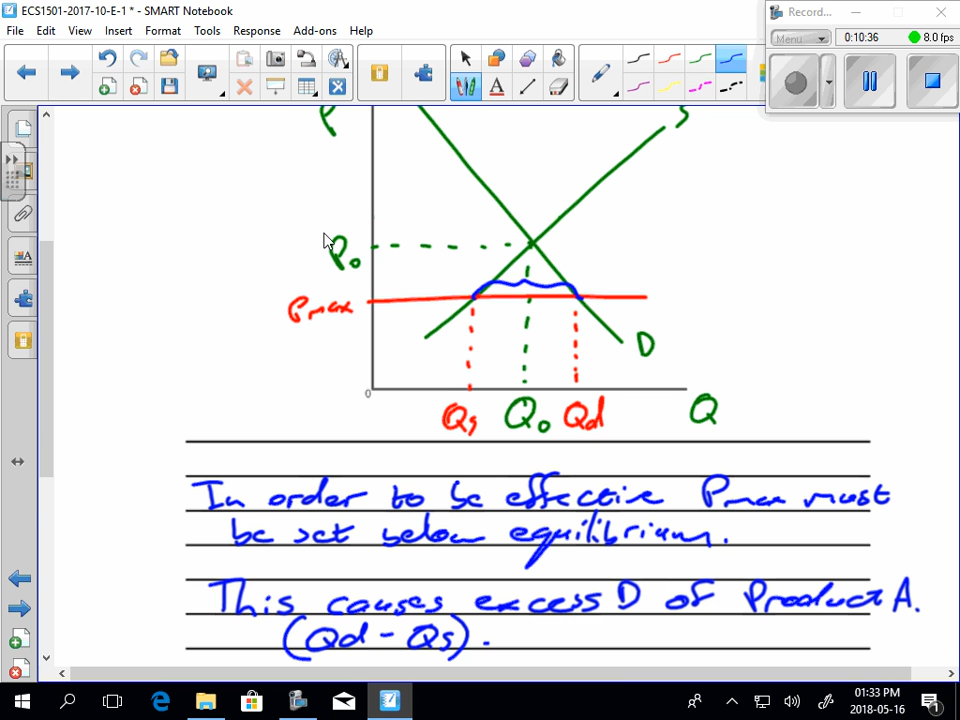 ECS1501-2017-10-E-1 * - SMART Notebook
Record...
File Edit View Insert Format Tools Response Add-ons Help
Menu 0:10:36 8.0 fps
P
S
P₀
Pmax
D
0
Qs Q₀ Qd Q
In order to be effective Pmax must
be set below equilibrium.
This causes excess D of Product A.
(Qd - Qs).
01:33 PM
2018-05-16
1